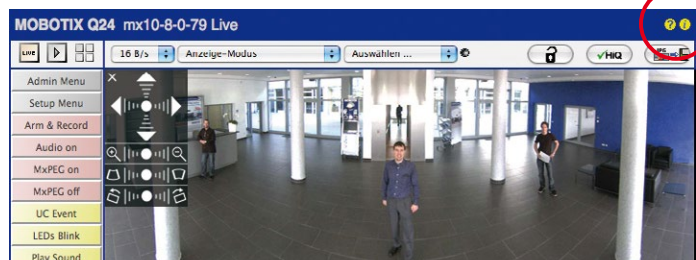 MOBOTIX Q24 mx10-8-0-79 Live
? i
LIVE
16 B/s
Anzeige-Modus
Auswählen ...
HiQ
Admin Menu
Setup Menu
Arm & Record
Audio on
MxPEG on
MxPEG off
UC Event
LEDs Blink
Play Sound